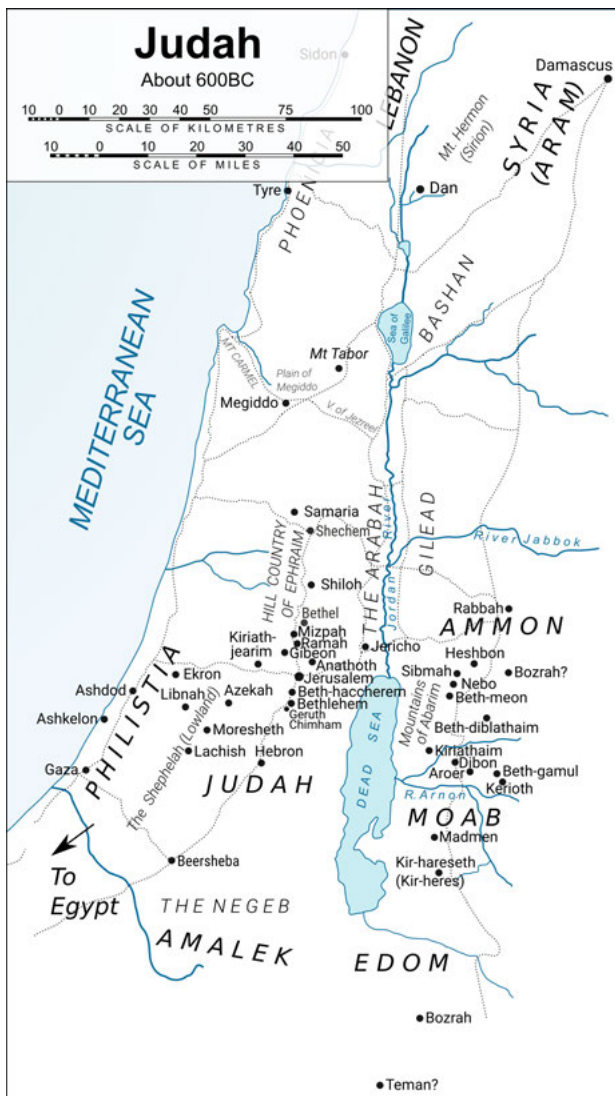 Judah
About 600BC
10 0 10 20 30 40 50 75 100
SCALE OF KILOMETRES
10 0 10 20 30 40 50
SCALE OF MILES
Sidon
LEBANON
Damascus
Mt. Hermon
(Sirion)
SYRIA
(ARAM)
Dan
Tyre
PHOENICIA
BASHAN
Sea of
Galilee
MEDITERRANEAN
SEA
MT CARMEL
Mt Tabor
Plain of
Megiddo
Megiddo
V. of Jezreel
Samaria
Shechem
HILL COUNTRY
OF EPHRAIM
THE ARABAH
Jordan River
GILEAD
River Jabbok
Shiloh
Bethel
Rabbah
AMMON
Mizpah
Ramah
Gibeon
Kiriath-
jearim
Jericho
Anathoth
Heshbon
Jerusalem
Sibmah
Bozrah?
Ekron
Nebo
Beth-haccherem
Beth-meon
Ashdod
Libnah
Azekah
Bethlehem
Geruth
Chimham
Ashkelon
PHILISTIA
Moresheth
Beth-diblathaim
Mountains
of Abarim
The Shephelah (Lowland)
Lachish
Hebron
DEAD SEA
Kiriathaim
Dibon
Aroer
Beth-gamul
Kerioth
Gaza
JUDAH
R. Arnon
MOAB
Madmen
Beersheba
Kir-hareseth
(Kir-heres)
To
Egypt
THE NEGEB
AMALEK
EDOM
Bozrah
Teman?